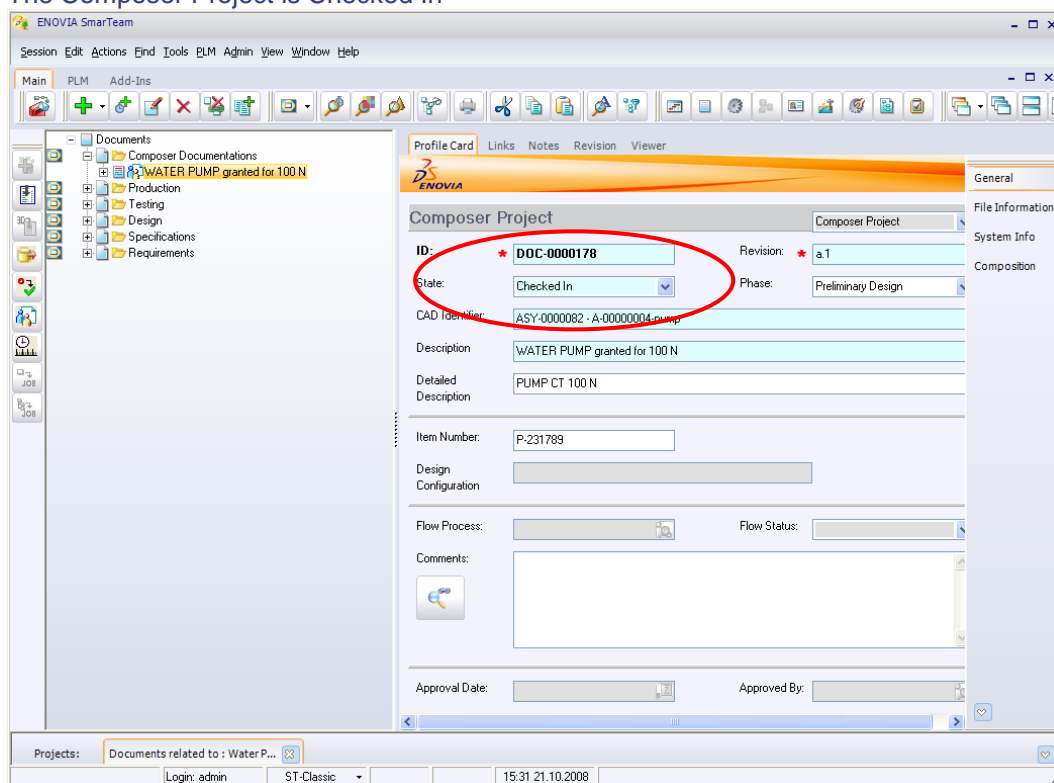 The Composer Project is Checked In
ENOVIA SmarTeam
Session Edit Actions Find Tools PLM Admin View Window Help
Main PLM Add-Ins
Documents
Composer Documentations
WATER PUMP granted for 100 N
Production
Testing
Design
Specifications
Requirements
3D
JOB
JOB
Profile Card Links Notes Revision Viewer
ENOVIA
Composer Project Composer Project
ID: * DOC-0000178 Revision: * a.1
State: Checked In Phase: Preliminary Design
CAD Identifier: ASY-0000082 - A-00000004-pump
Description WATER PUMP granted for 100 N
Detailed Description PUMP CT 100 N
Item Number: P-231789
Design Configuration
Flow Process: Flow Status:
Comments:
Approval Date: Approved By:
General
File Information
System Info
Composition
Projects: Documents related to : Water P...
Login: admin ST-Classic 15:31 21.10.2008